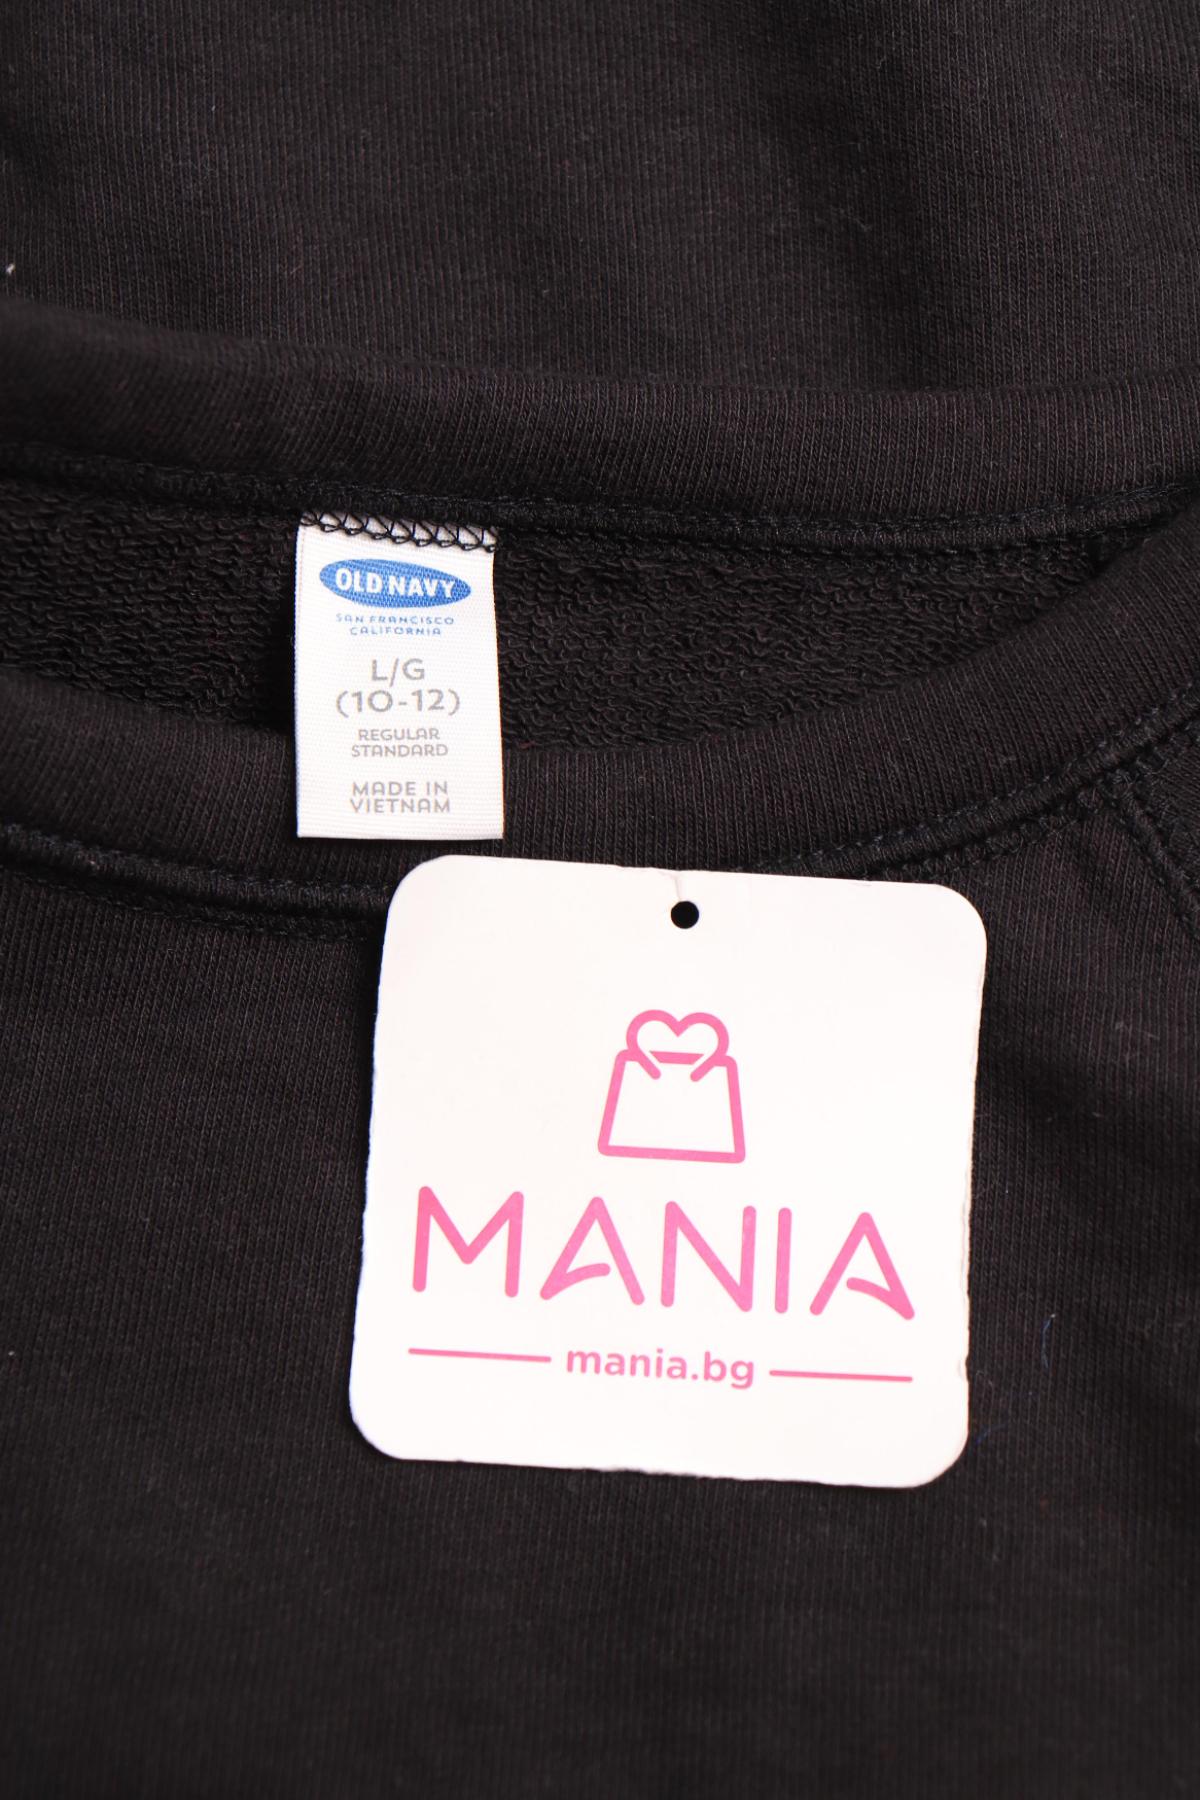 OLD NAVY
SAN FRANCISCO
CALIFORNIA
L/G
(10-12)
REGULAR
STANDARD
MADE IN
VIETNAM
MANIA
mania.bg